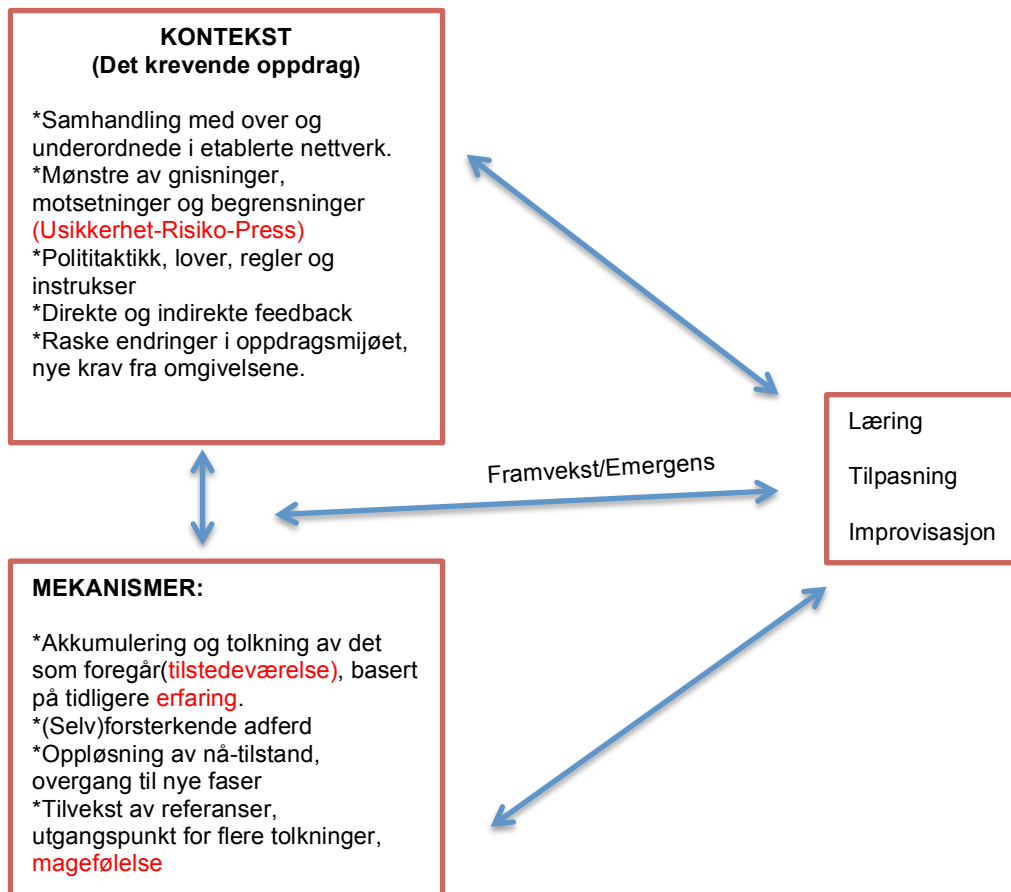 KONTEKST
(Det krevende oppdrag)
*Samhandling med over og
underordnede i etablerte nettverk.
*Mønstre av gnisninger,
motsetninger og begrensninger
(Usikkerhet-Risiko-Press)
*Polititaktikk, lover, regler og
instrukser
*Direkte og indirekte feedback
*Raske endringer i oppdragsmijøet,
nye krav fra omgivelsene.
Framvekst/Emergens
Læring
Tilpasning
Improvisasjon
MEKANISMER:
*Akkumulering og tolkning av det
som foregår(tilstedeværelse), basert
på tidligere erfaring.
*(Selv)forsterkende adferd
*Oppløsning av nå-tilstand,
overgang til nye faser
*Tilvekst av referanser,
utgangspunkt for flere tolkninger,
magefølelse